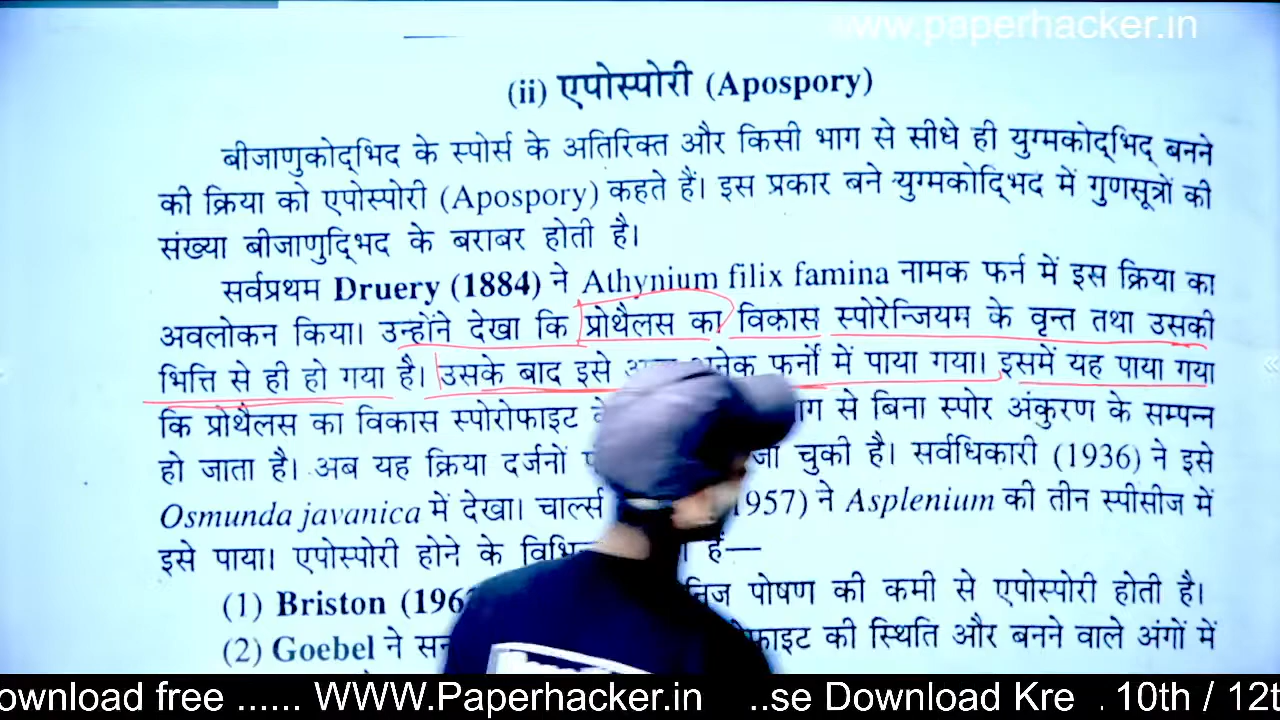 www.paperhacker.in
(ii) एपोस्पोरी (Apospory)
बीजाणुकोद्भिद के स्पोर्स के अतिरिक्त और किसी भाग से सीधे ही युग्मकोद्भिद् बनने
की क्रिया को एपोस्पोरी (Apospory) कहते हैं। इस प्रकार बने युग्मकोद्भिद में गुणसूत्रों की
संख्या बीजाणुद्भिद के बराबर होती है।
सर्वप्रथम Druery (1884) ने Athynium filix famina नामक फर्न में इस क्रिया का
अवलोकन किया। उन्होंने देखा कि प्रोथैलस का विकास स्पोरेन्जियम के वृन्त तथा उसकी
भित्ति से ही हो गया है। उसके बाद इसे अनेक फर्नों में पाया गया। इसमें यह पाया गया
कि प्रोथैलस का विकास स्पोरोफाइट के भाग से बिना स्पोर अंकुरण के सम्पन्न
हो जाता है। अब यह क्रिया दर्जनों जा चुकी है। सर्वाधिकारी (1936) ने इसे
Osmunda javanica में देखा। चार्ल्स 1957) ने Asplenium की तीन स्पीसीज में
इसे पाया। एपोस्पोरी होने के हैं—
(1) Briston (196 पोषण की कमी से एपोस्पोरी होती है।
(2) Goebel ने की स्थिति और बनने वाले अंगों में
ownload free ...... WWW.Paperhacker.in ..se Download Kre . 10th / 12t